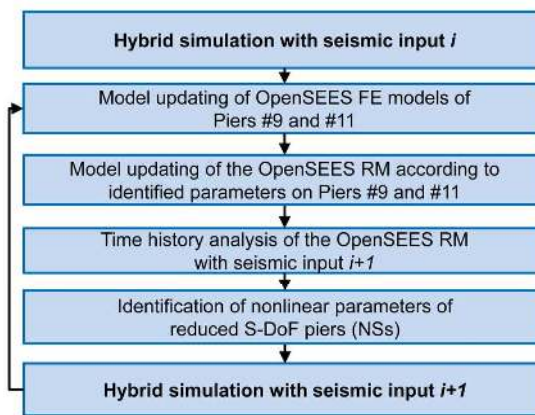 Hybrid simulation with seismic input i
Model updating of OpenSEES FE models of
Piers #9 and #11
Model updating of the OpenSEES RM according to
identified parameters on Piers #9 and #11
Time history analysis of the OpenSEES RM
with seismic input i+1
Identification of nonlinear parameters of
reduced S-DoF piers (NSs)
Hybrid simulation with seismic input i+1